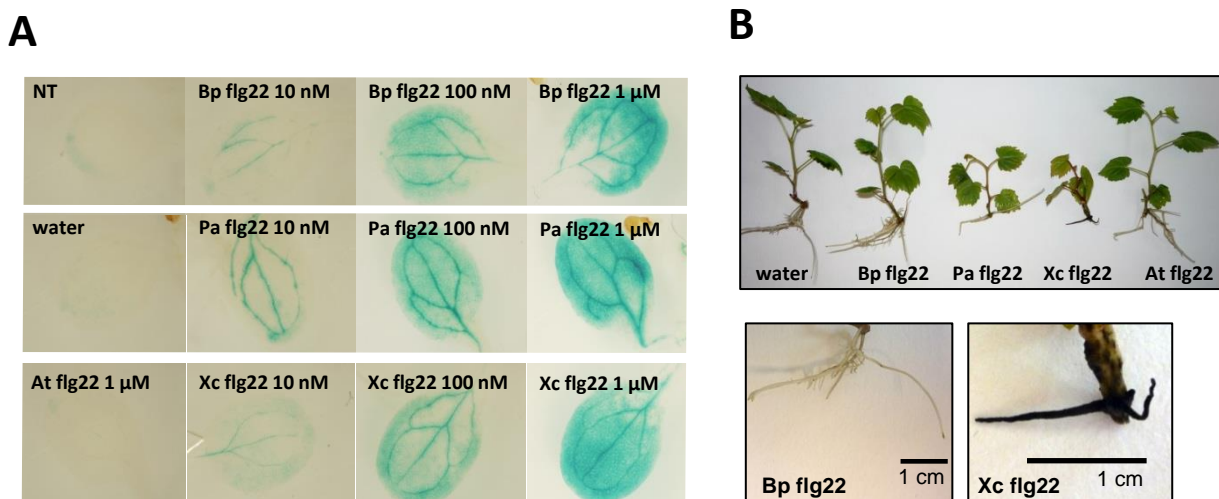 A
NT
Bp flg22 10 nM
Bp flg22 100 nM
Bp flg22 1 µM
water
Pa flg22 10 nM
Pa flg22 100 nM
Pa flg22 1 µM
At flg22 1 µM
Xc flg22 10 nM
Xc flg22 100 nM
Xc flg22 1 µM
B
water
Bp flg22
Pa flg22
Xc flg22
At flg22
1 cm
Bp flg22
1 cm
Xc flg22